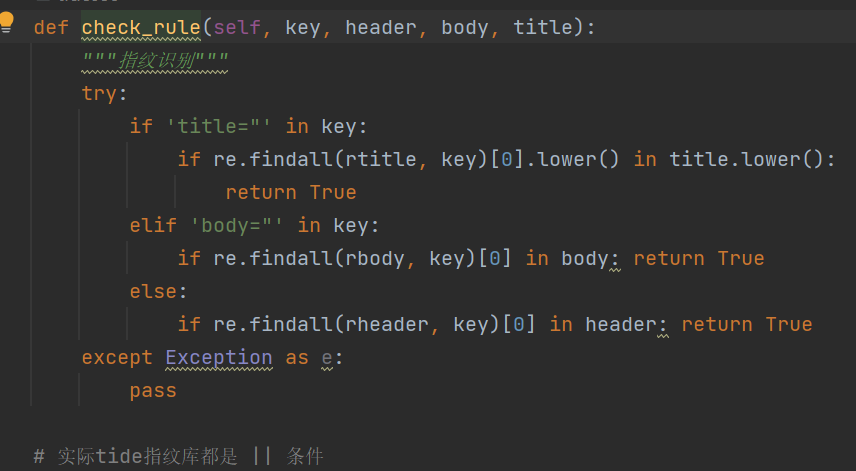 def check_rule(self, key, header, body, title):
"""指纹识别"""
try:
if 'title="' in key:
if re.findall(rtitle, key)[0].lower() in title.lower():
return True
elif 'body="' in key:
if re.findall(rbody, key)[0] in body: return True
else:
if re.findall(rheader, key)[0] in header: return True
except Exception as e:
pass
# 实际tide指纹库都是 || 条件